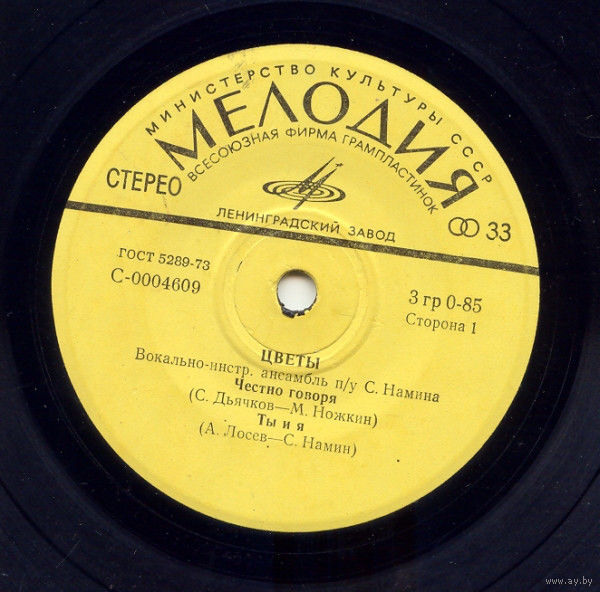 МИНИСТЕРСТВО КУЛЬТУРЫ СССР
МЕЛОДИЯ
ВСЕСОЮЗНАЯ ФИРМА ГРАМПЛАСТИНОК
СТЕРЕО
ЛЕНИНГРАДСКИЙ ЗАВОД
33
ГОСТ 5289-73
С-0004609
3 гр 0-85
Сторона 1
ЦВЕТЫ
Вокально-инстр. ансамбль п/у С. Намина
Честно говоря
(С. Дьячков—М. Ножкин)
Ты и я
(А. Лосев—С. Намин)
www.ay.by